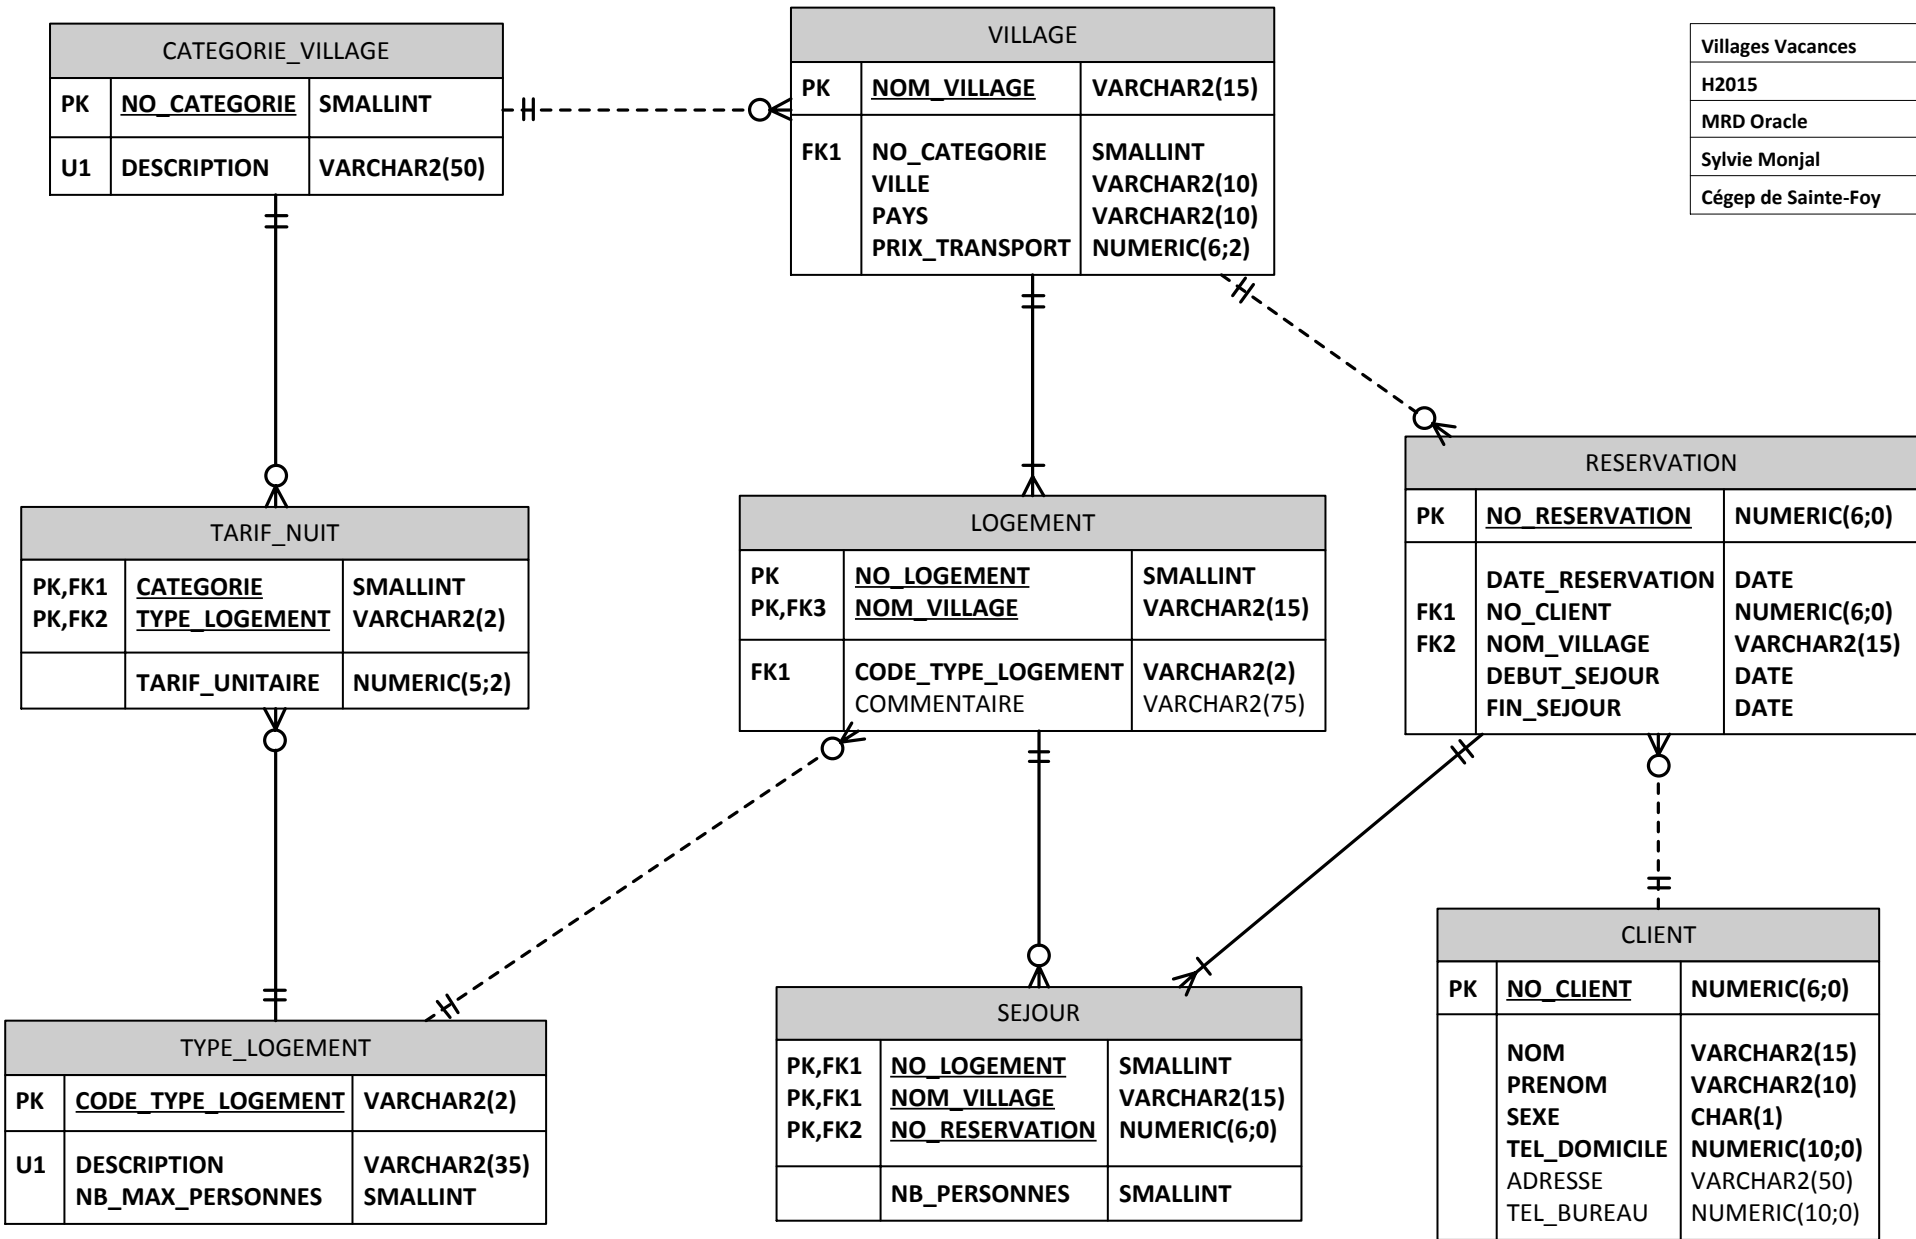 CATEGORIE_VILLAGE
PK NO_CATEGORIE SMALLINT
U1 DESCRIPTION VARCHAR2(50)
VILLAGE
PK NOM_VILLAGE VARCHAR2(15)
FK1 NO_CATEGORIE SMALLINT
VILLE VARCHAR2(10)
PAYS VARCHAR2(10)
PRIX_TRANSPORT NUMERIC(6;2)
Villages Vacances
H2015
MRD Oracle
Sylvie Monjal
Cégep de Sainte-Foy
TARIF_NUIT
PK,FK1 CATEGORIE SMALLINT
PK,FK2 TYPE_LOGEMENT VARCHAR2(2)
TARIF_UNITAIRE NUMERIC(5;2)
LOGEMENT
PK NO_LOGEMENT SMALLINT
PK,FK3 NOM_VILLAGE VARCHAR2(15)
FK1 CODE_TYPE_LOGEMENT VARCHAR2(2)
COMMENTAIRE VARCHAR2(75)
RESERVATION
PK NO_RESERVATION NUMERIC(6;0)
DATE_RESERVATION DATE
FK1 NO_CLIENT NUMERIC(6;0)
FK2 NOM_VILLAGE VARCHAR2(15)
DEBUT_SEJOUR DATE
FIN_SEJOUR DATE
TYPE_LOGEMENT
PK CODE_TYPE_LOGEMENT VARCHAR2(2)
U1 DESCRIPTION VARCHAR2(35)
NB_MAX_PERSONNES SMALLINT
SEJOUR
PK,FK1 NO_LOGEMENT SMALLINT
PK,FK1 NOM_VILLAGE VARCHAR2(15)
PK,FK2 NO_RESERVATION NUMERIC(6;0)
NB_PERSONNES SMALLINT
CLIENT
PK NO_CLIENT NUMERIC(6;0)
NOM VARCHAR2(15)
PRENOM VARCHAR2(10)
SEXE CHAR(1)
TEL_DOMICILE NUMERIC(10;0)
ADRESSE VARCHAR2(50)
TEL_BUREAU NUMERIC(10;0)